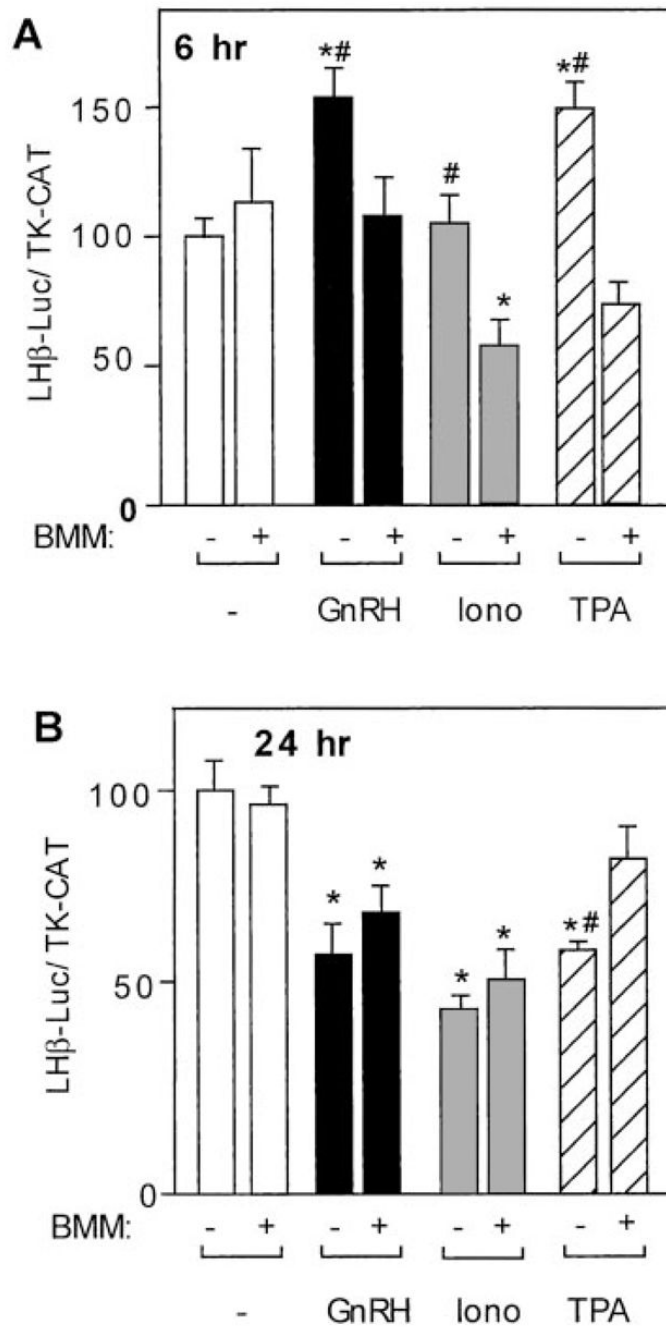 A
6 hr
LHβ-Luc/ TK-CAT
150
100
50
0
*# # * *#
BMM: - + - + - + - +
- GnRH Iono TPA
B
24 hr
LHβ-Luc/ TK-CAT
100
50
0
* * * * *#
BMM: - + - + - + - +
- GnRH Iono TPA